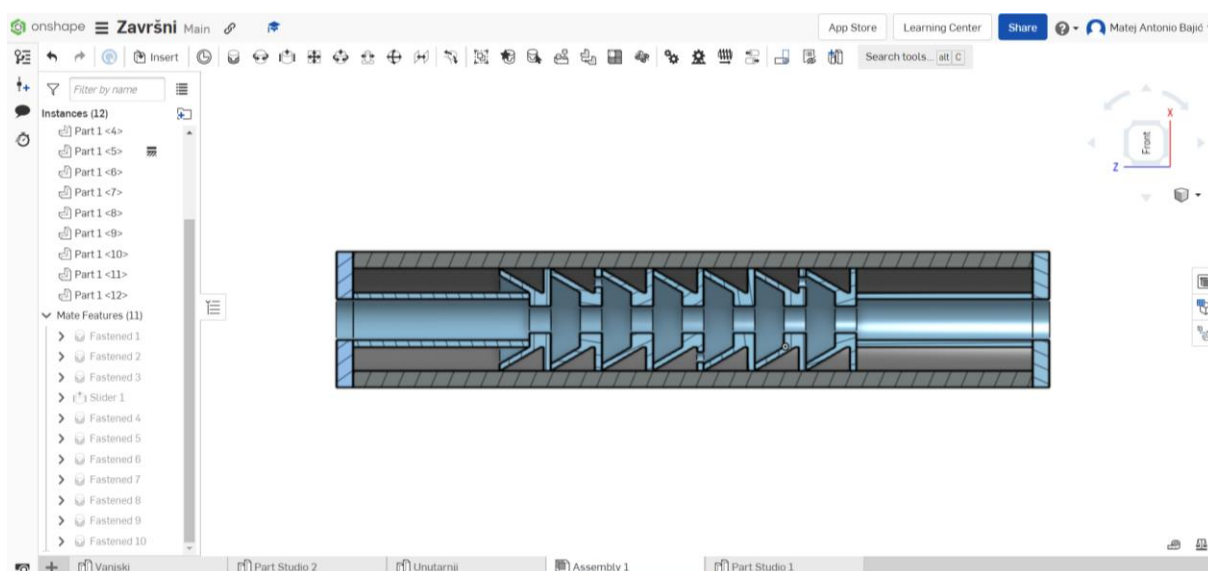 onshape Završni Main App Store Learning Center Share Matej Antonio Bajić
Insert Search tools... alt C
Filter by name
Instances (12)
Part 1 <4>
Part 1 <5>
Part 1 <6>
Part 1 <7>
Part 1 <8>
Part 1 <9>
Part 1 <10>
Part 1 <11>
Part 1 <12>
Mate Features (11)
Fastened 1
Fastened 2
Fastened 3
Slider 1
Fastened 4
Fastened 5
Fastened 6
Fastened 7
Fastened 8
Fastened 9
Fastened 10
X
Front
Z
Vanjski Part Studio 2 Unutarnji Assembly 1 Part Studio 1